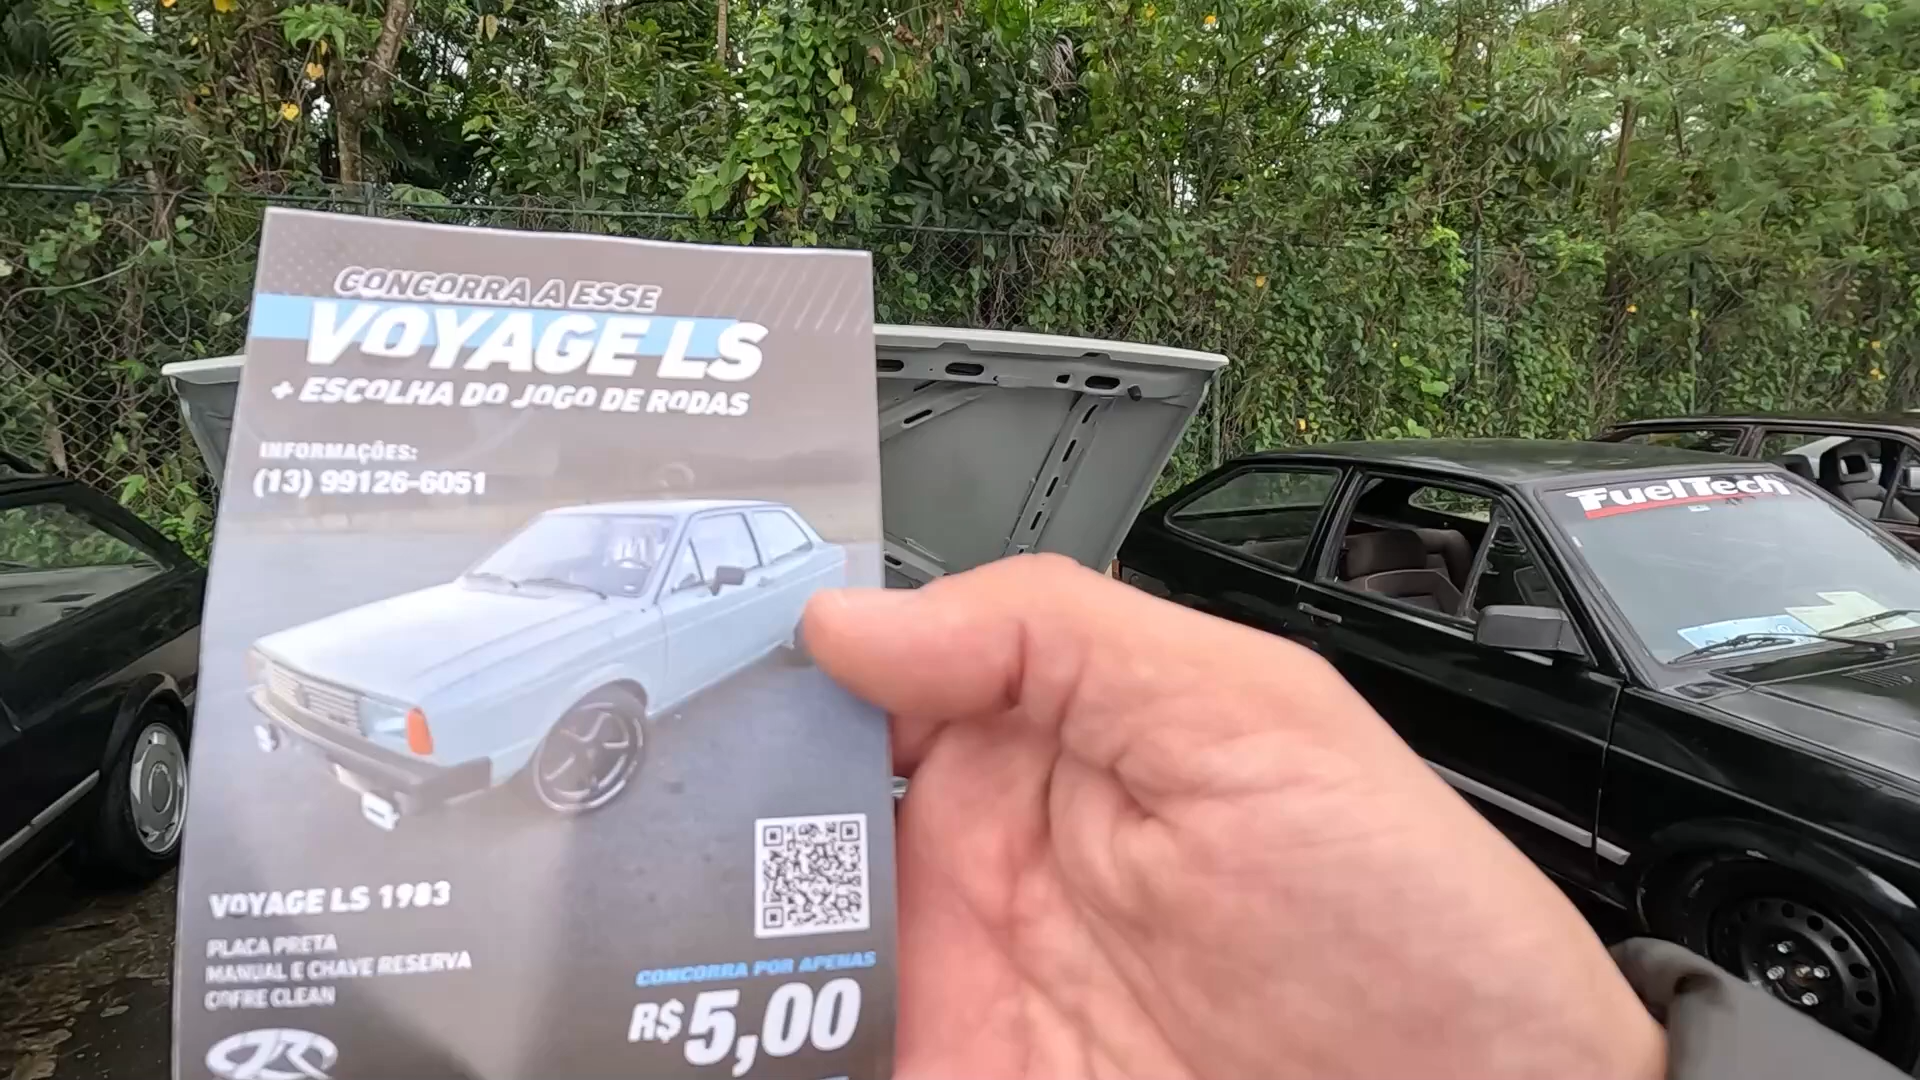 CONCORRA A ESSE
VOYAGE LS
+ ESCOLHA DO JOGO DE RODAS
INFORMAÇÕES:
(13) 99126-6051
VOYAGE LS 1983
PLACA PRETA
MANUAL E CHAVE RESERVA
COFRE CLEAN
CONCORRA POR APENAS
R$ 5,00
FuelTech